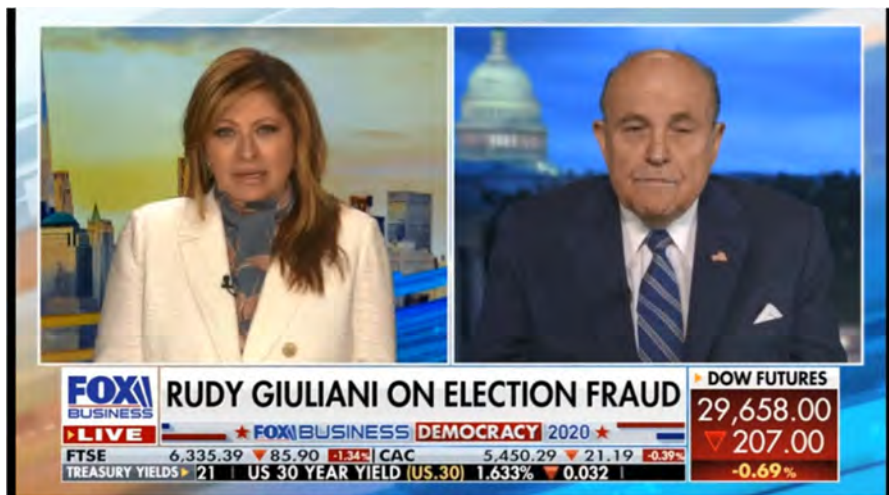 FOX
BUSINESS
LIVE
RUDY GIULIANI ON ELECTION FRAUD
FOX BUSINESS DEMOCRACY 2020
FTSE 6,335.39 ▼85.90 -1.34% CAC 5,450.29 ▼21.19 -0.39%
TREASURY YIELDS 21 US 30 YEAR YIELD (US.30) 1.633% ▼0.032
DOW FUTURES
29,658.00
▼207.00
-0.69%